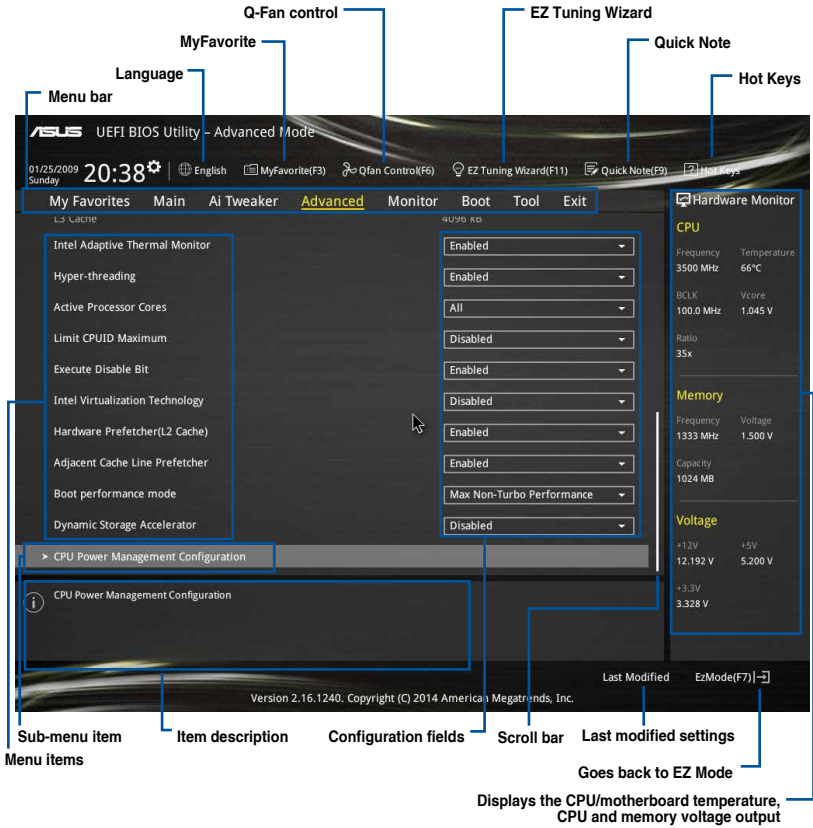 Q-Fan control
EZ Tuning Wizard
MyFavorite
Quick Note
Language
Hot Keys
Menu bar
ASUS UEFI BIOS Utility – Advanced Mode
01/25/2009 Sunday 20:38 English MyFavorite(F3) Qfan Control(F6) EZ Tuning Wizard(F11) Quick Note(F9) ? Hot Keys
My Favorites Main Ai Tweaker Advanced Monitor Boot Tool Exit
L3 Cache 4096 kB
Intel Adaptive Thermal Monitor Enabled
Hyper-threading Enabled
Active Processor Cores All
Limit CPUID Maximum Disabled
Execute Disable Bit Enabled
Intel Virtualization Technology Disabled
Hardware Prefetcher(L2 Cache) Enabled
Adjacent Cache Line Prefetcher Enabled
Boot performance mode Max Non-Turbo Performance
Dynamic Storage Accelerator Disabled
> CPU Power Management Configuration
i CPU Power Management Configuration
Hardware Monitor
CPU
Frequency Temperature
3500 MHz 66°C
BCLK Vcore
100.0 MHz 1.045 V
Ratio
35x
Memory
Frequency Voltage
1333 MHz 1.500 V
Capacity
1024 MB
Voltage
+12V +5V
12.192 V 5.200 V
+3.3V
3.328 V
Last Modified EzMode(F7)
Version 2.16.1240. Copyright (C) 2014 American Megatrends, Inc.
Sub-menu item
Item description
Configuration fields
Scroll bar
Last modified settings
Menu items
Goes back to EZ Mode
Displays the CPU/motherboard temperature,
CPU and memory voltage output